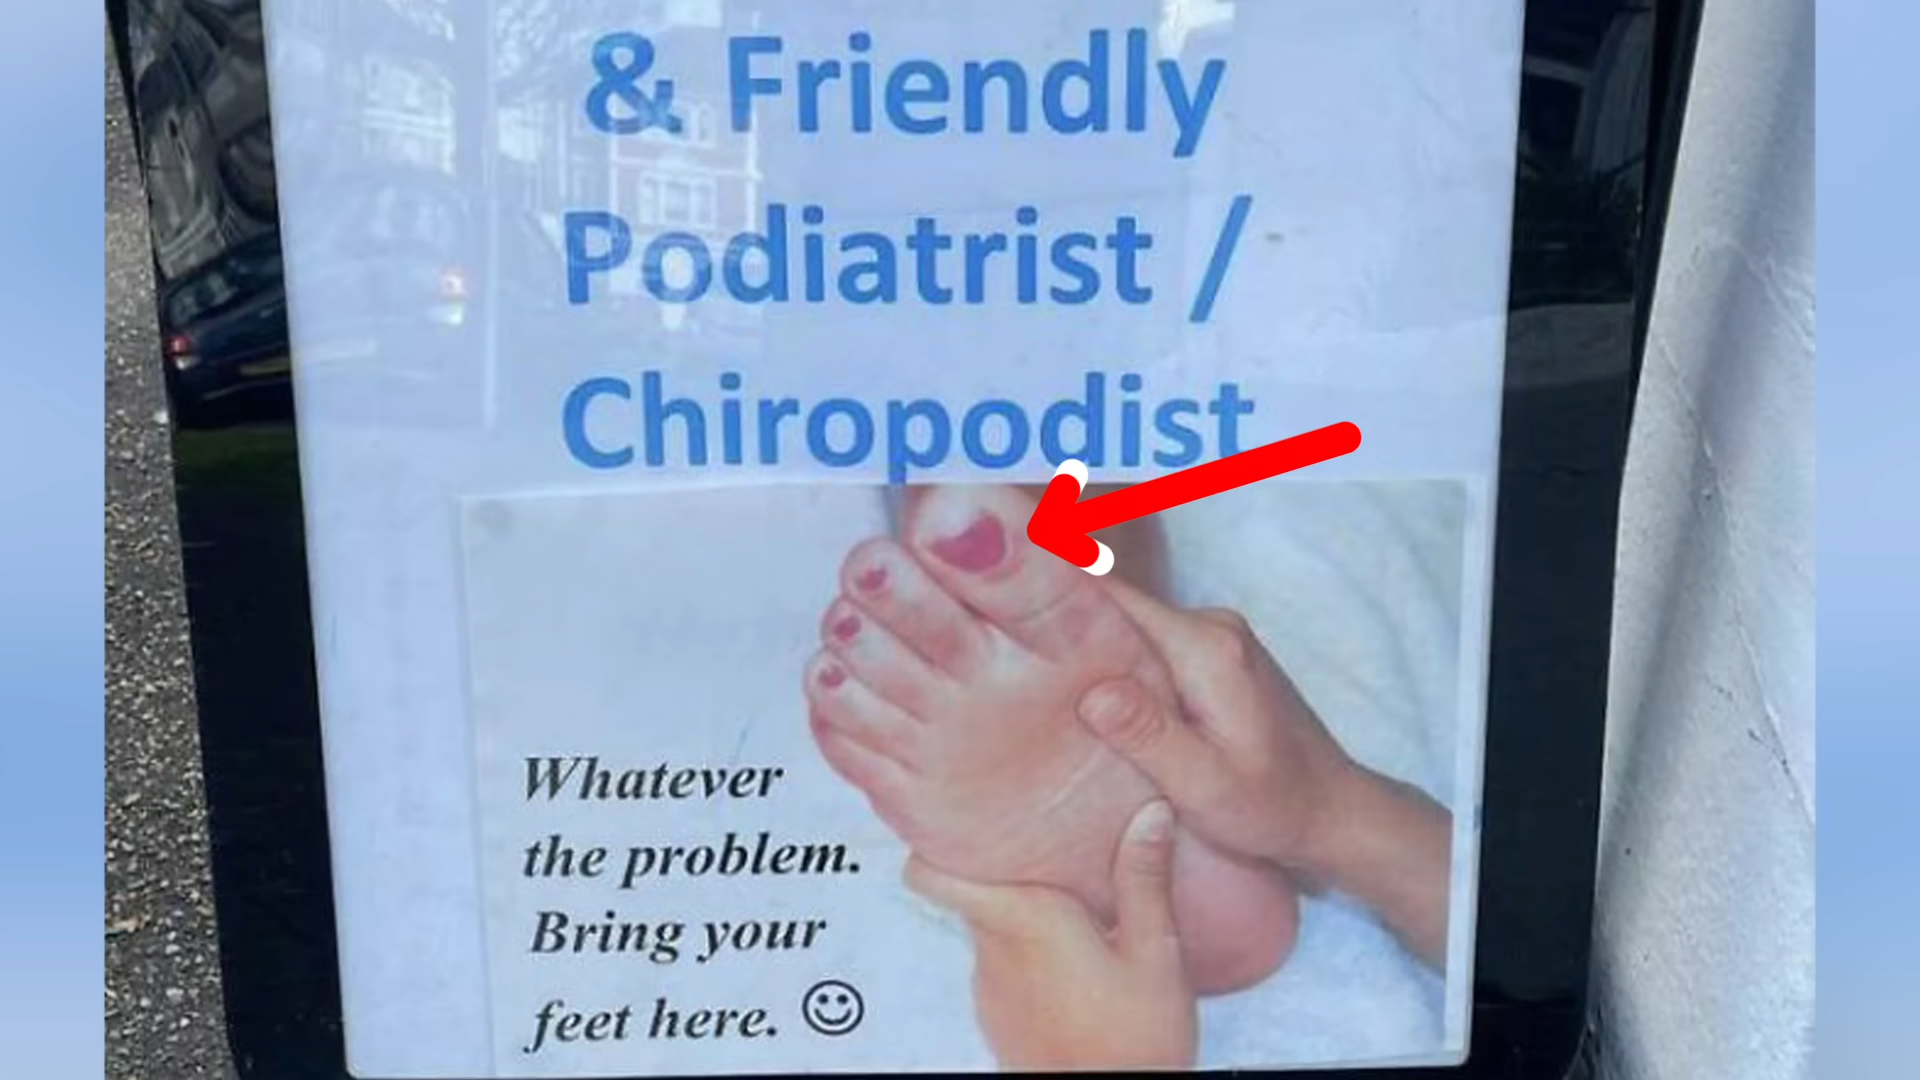 & Friendly
Podiatrist /
Chiropodist
Whatever
the problem.
Bring your
feet here. ☺